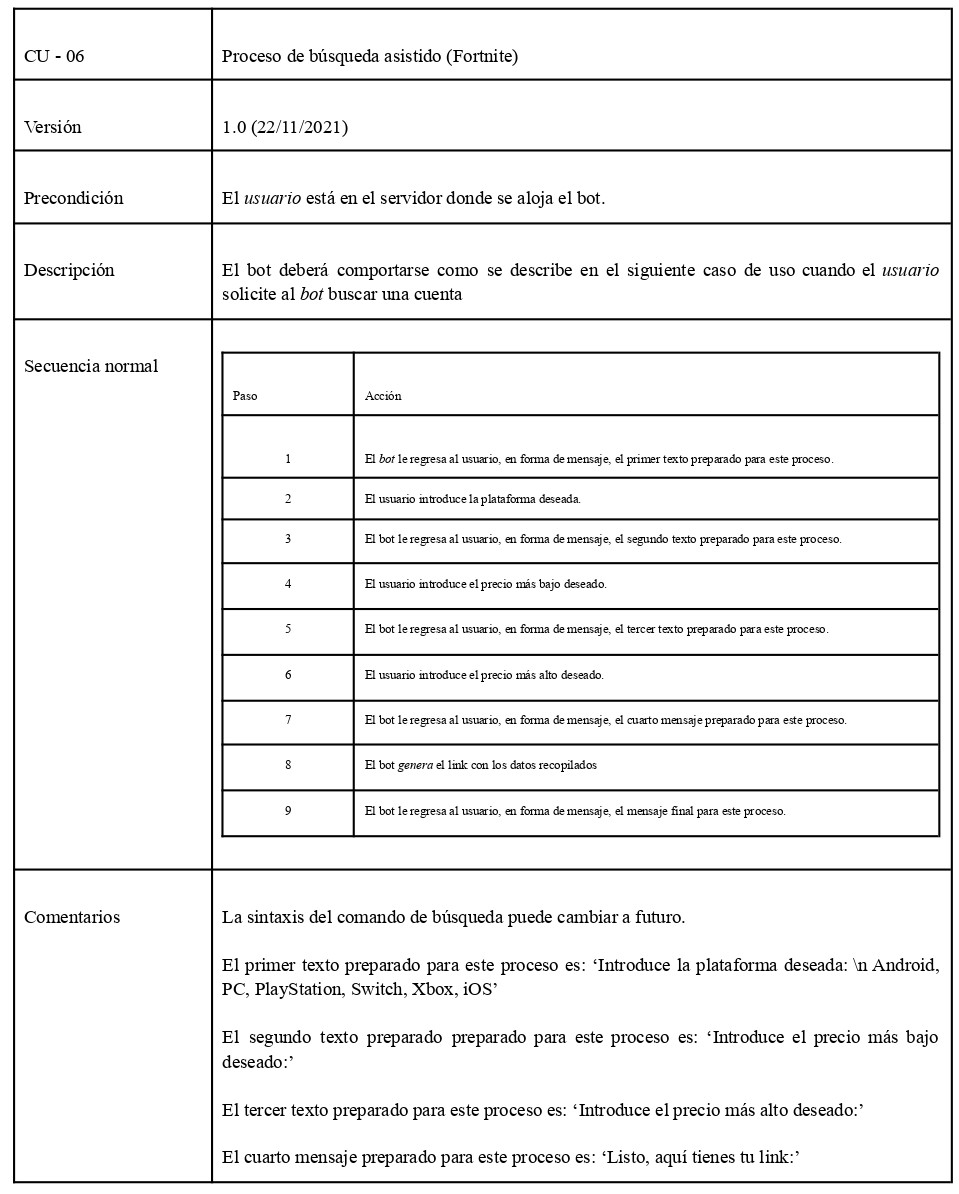 CU - 06
Proceso de búsqueda asistido (Fortnite)
Versión
1.0 (22/11/2021)
Precondición
El usuario está en el servidor donde se aloja el bot.
Descripción
El bot deberá comportarse como se describe en el siguiente caso de uso cuando el usuario
solicite al bot buscar una cuenta
Secuencia normal
Paso
Acción
1
El bot le regresa al usuario, en forma de mensaje, el primer texto preparado para este proceso.
2
El usuario introduce la plataforma deseada.
3
El bot le regresa al usuario, en forma de mensaje, el segundo texto preparado para este proceso.
4
El usuario introduce el precio más bajo deseado.
5
El bot le regresa al usuario, en forma de mensaje, el tercer texto preparado para este proceso.
6
El usuario introduce el precio más alto deseado.
7
El bot le regresa al usuario, en forma de mensaje, el cuarto mensaje preparado para este proceso.
8
El bot genera el link con los datos recopilados
9
El bot le regresa al usuario, en forma de mensaje, el mensaje final para este proceso.
Comentarios
La sintaxis del comando de búsqueda puede cambiar a futuro.
El primer texto preparado para este proceso es: ‘Introduce la plataforma deseada: \n Android,
PC, PlayStation, Switch, Xbox, iOS’
El segundo texto preparado preparado para este proceso es: ‘Introduce el precio más bajo
deseado:’
El tercer texto preparado para este proceso es: ‘Introduce el precio más alto deseado:’
El cuarto mensaje preparado para este proceso es: ‘Listo, aquí tienes tu link:’